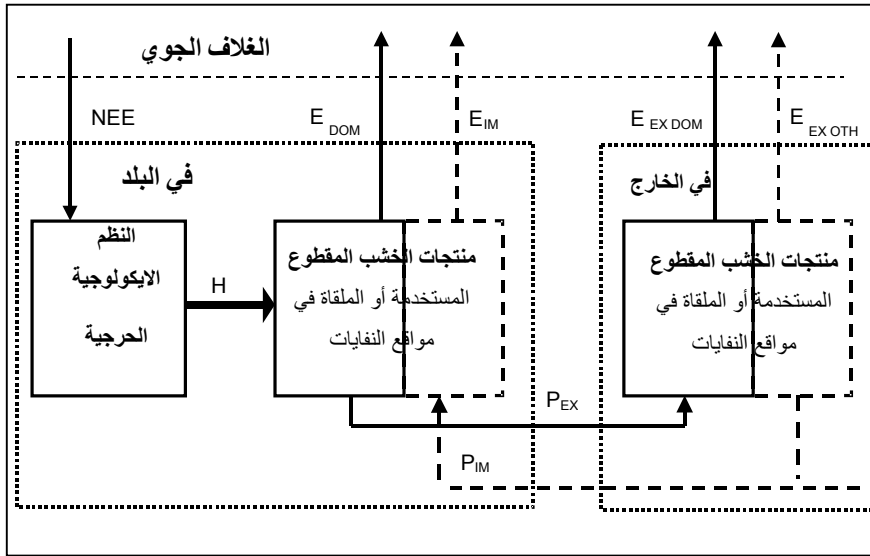 الغلاف الجوي
NEE
E DOM
E IM
E EX DOM
E EX OTH
في البلد
في الخارج
النظم
الايكولوجية
الحرجية
H
منتجات الخشب المقطوع
المستخدمة أو الملقاة في
مواقع النفايات
منتجات الخشب المقطوع
المستخدمة أو الملقاة في
مواقع النفايات
P EX
P IM